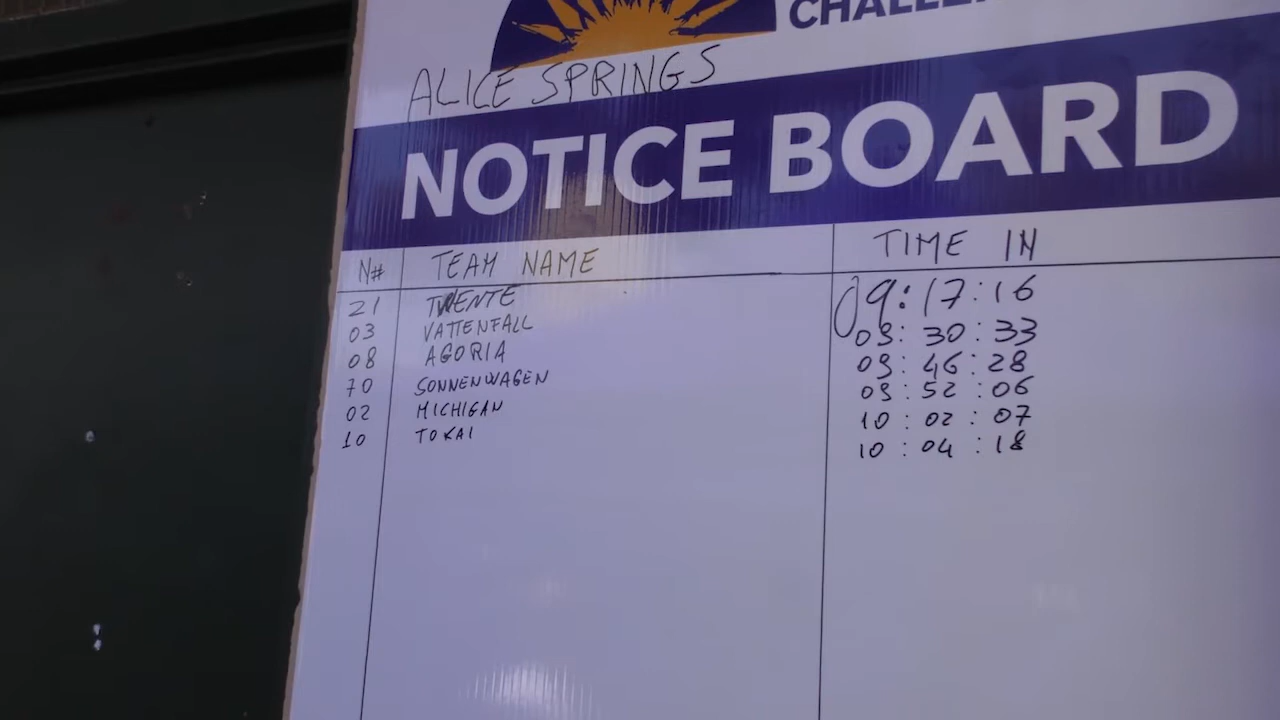 CHALLE
ALICE SPRINGS
NOTICE BOARD
N# TEAM NAME TIME IN
21 TWENTE 09:17:16
03 VATTENFALL 09:30:33
08 AGORIA 09:46:28
70 SONNENWAGEN 09:52:06
02 MICHIGAN 10:02:07
10 TOKAI 10:04:18